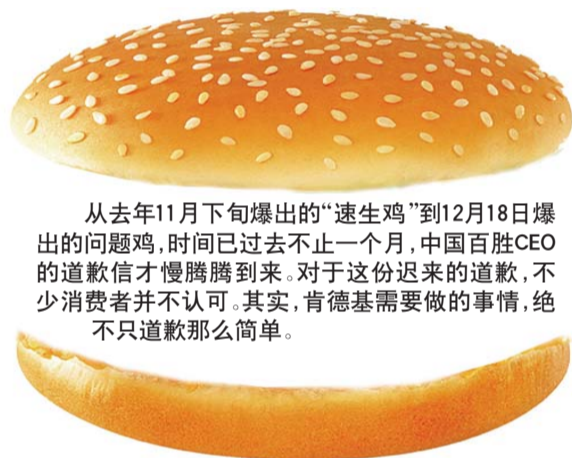 从去年11月下旬爆出的“速生鸡”到12月18日爆
出的问题鸡,时间已过去不止一个月,中国百胜CEO
的道歉信才慢腾腾到来。对于这份迟来的道歉,不
少消费者并不认可。其实,肯德基需要做的事情,绝
不只道歉那么简单。